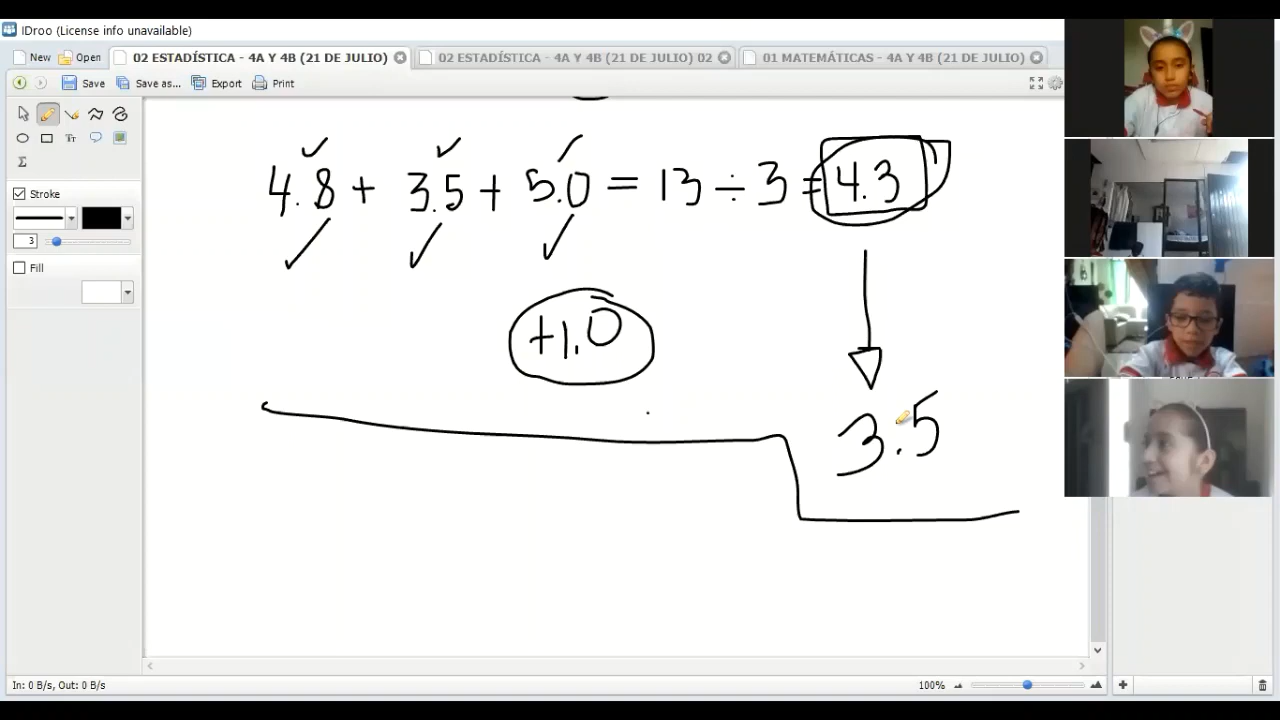 IDroo (License info unavailable)
New Open 02 ESTADÍSTICA - 4A Y 4B (21 DE JULIO) 02 ESTADÍSTICA - 4A Y 4B (21 DE JULIO) 02 01 MATEMÁTICAS - 4A Y 4B (21 DE JULIO)
Save Save as... Export Print
Tт
Σ
Stroke
3
Fill
4.8 + 3.5 + 5.0 = 13 ÷ 3 = 4.3
+1.0
3.5
In: 0 B/s, Out: 0 B/s 100%